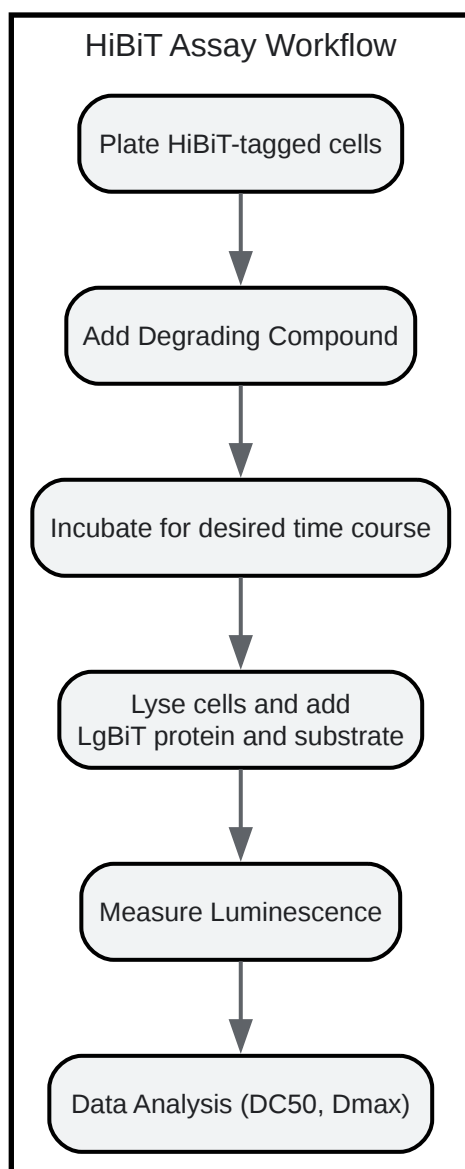 HiBiT Assay Workflow
Plate HiBiT-tagged cells
Add Degrading Compound
Incubate for desired time course
Lyse cells and add
LgBiT protein and substrate
Measure Luminescence
Data Analysis (DC50, Dmax)